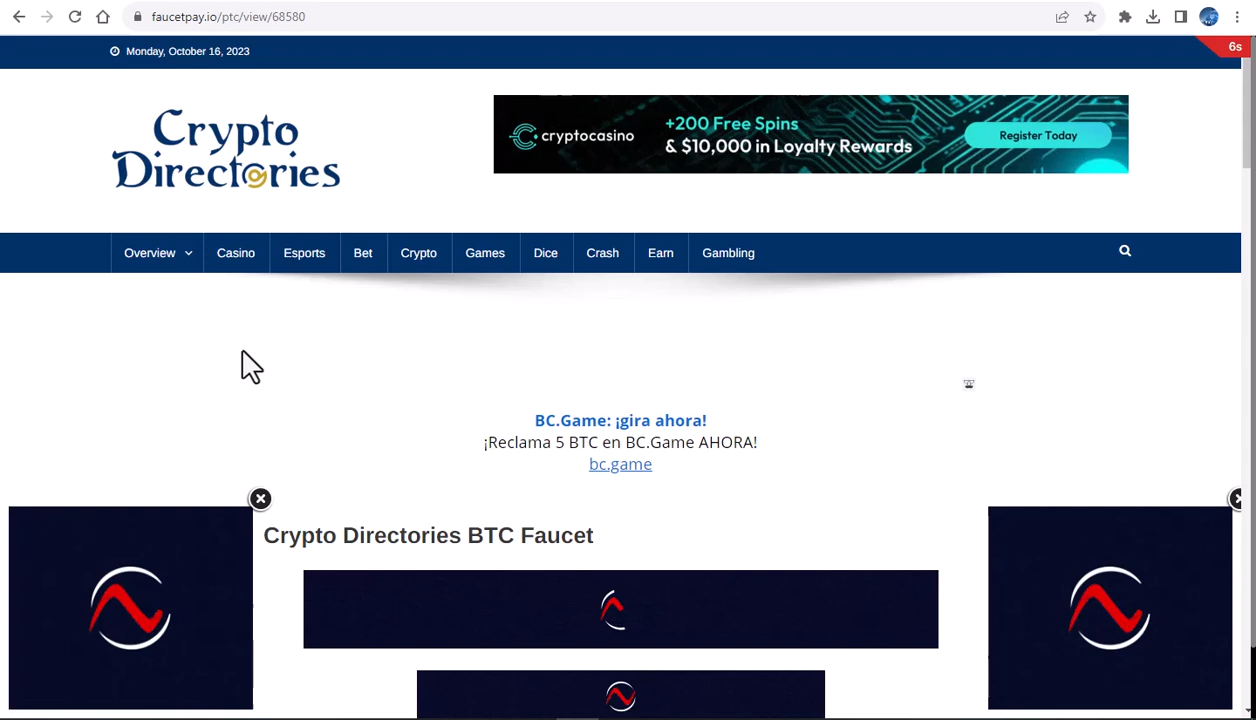 faucetpay.io/ptc/view/68580
Monday, October 16, 2023
6s
Crypto
Directories
cryptocasino
+200 Free Spins
& $10,000 in Loyalty Rewards
Register Today
Overview Casino Esports Bet Crypto Games Dice Crash Earn Gambling
BC.Game: ¡gira ahora!
¡Reclama 5 BTC en BC.Game AHORA!
bc.game
Crypto Directories BTC Faucet